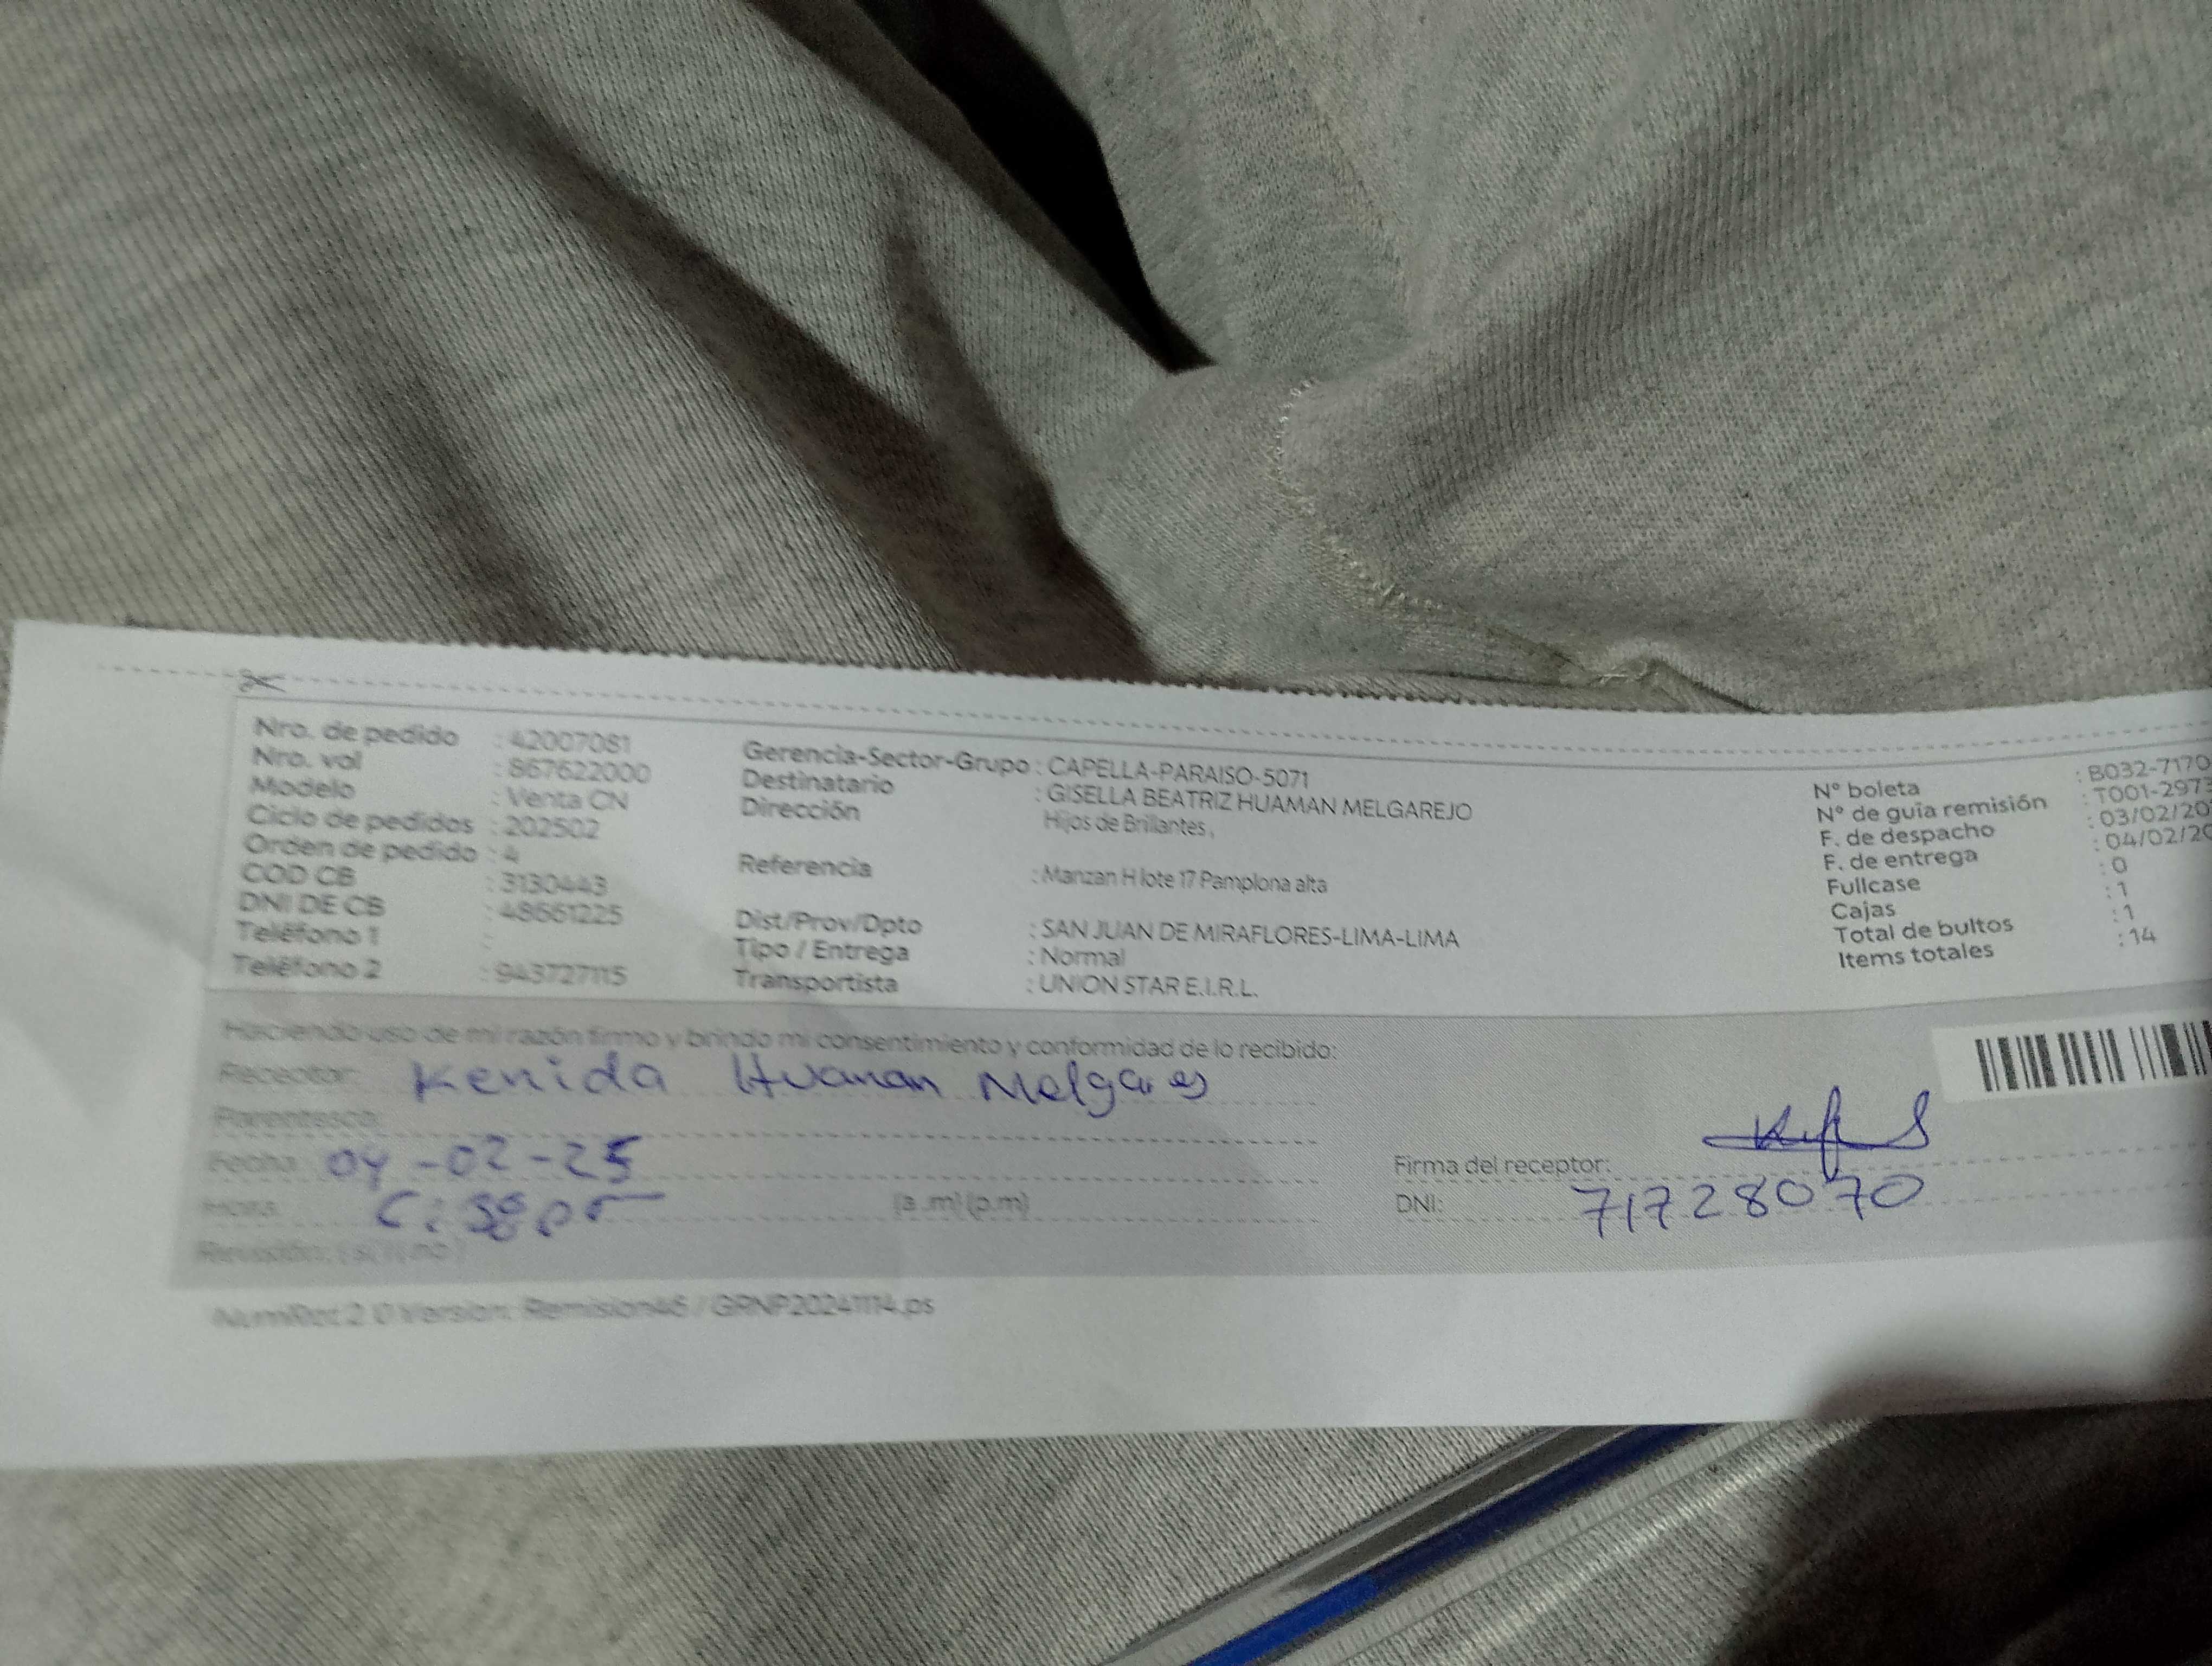 Nro. de pedido : 42007081
Nro. vol : 867622000
Modelo : Venta CN
Ciclo de pedidos : 202502
Orden de pedido : 4
COD CB : 3130443
DNI DE CB : 48661225
Teléfono 1 :
Teléfono 2 : 943727115
Gerencia-Sector-Grupo : CAPELLA-PARAISO-5071
Destinatario : GISELLA BEATRIZ HUAMAN MELGAREJO
Dirección Hijos de Brillantes,
Referencia : Manzan H lote 17 Pamplona alta
Dist/Prov/Dpto : SAN JUAN DE MIRAFLORES-LIMA-LIMA
Tipo / Entrega : Normal
Transportista : UNION STAR E.I.R.L.
N° boleta : B032-7170
N° de guía remisión : T001-297
F. de despacho : 03/02/20
F. de entrega : 04/02/20
Fullcase : 0
Cajas : 1
Total de bultos : 1
Items totales : 14
Haciendo uso de mi razón firmo y brindo mi consentimiento y conformidad de lo recibido:
Receptor: Kenida Huaman
Parentesco:
Fecha: 04-02-25
Hora: (a.m) (p.m)
Revisión: (si) (no)
Firma del receptor:
DNI: 71728070
NumRot 2.0 Version: Remision46 / GRNP20241114.ps